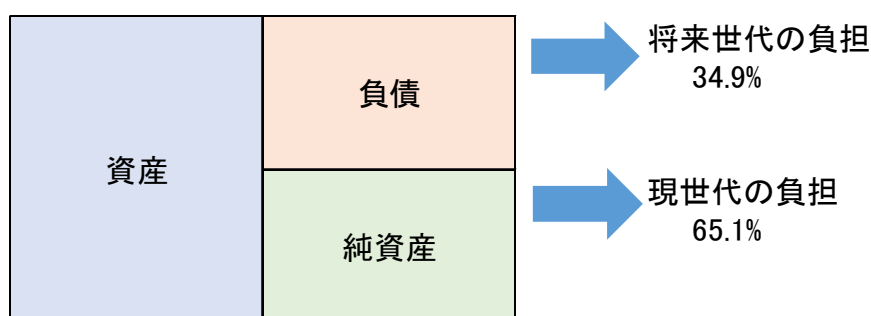 資産
負債
純資産
将来世代の負担
34.9%
現世代の負担
65.1%